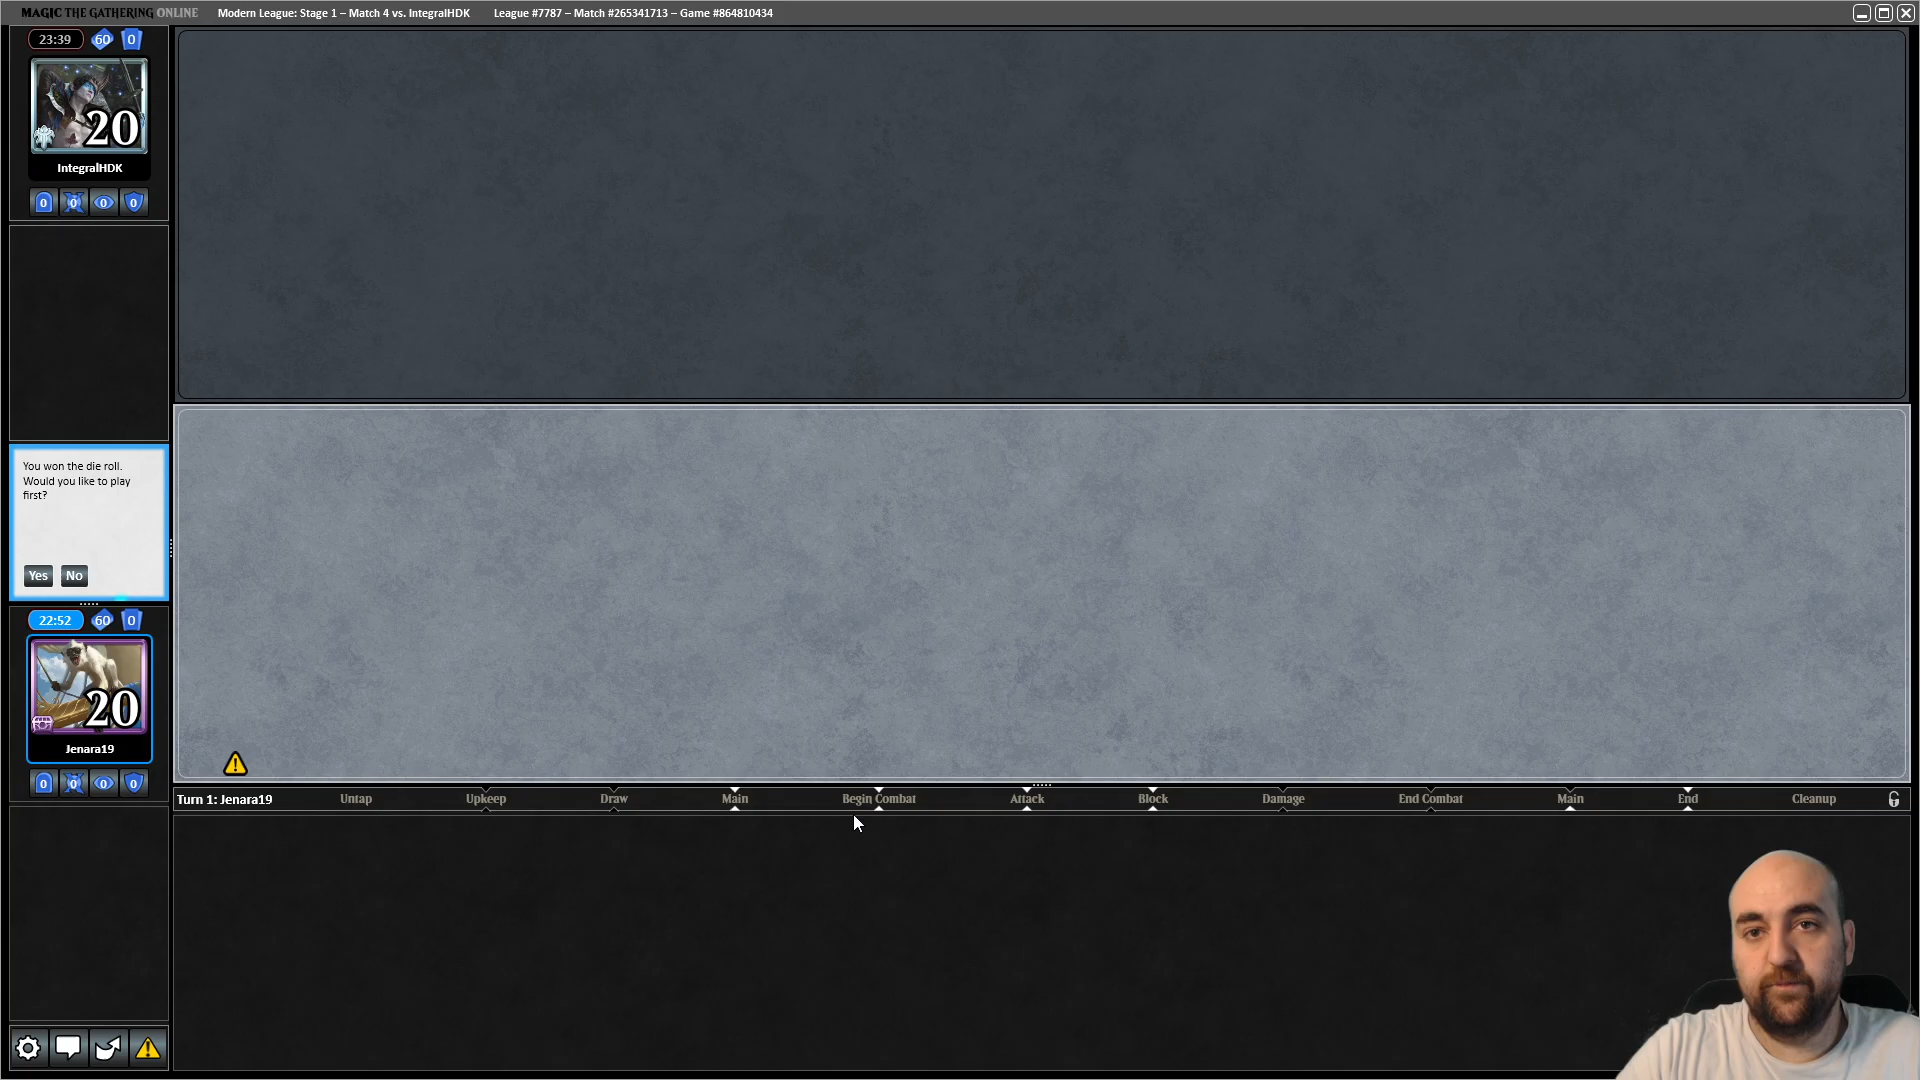 MAGIC THE GATHERING ONLINE
Modern League: Stage 1 – Match 4 vs. IntegralHDK
League #7787 – Match #265341713 – Game #864810434
23:39 60 0
20
IntegralHDK
0 0 0 0
You won the die roll.
Would you like to play
first?
Yes No
22:52 60 0
20
Jenara19
0 0 0 0
Turn 1: Jenara19 Untap Upkeep Draw Main Begin Combat Attack Block Damage End Combat Main End Cleanup